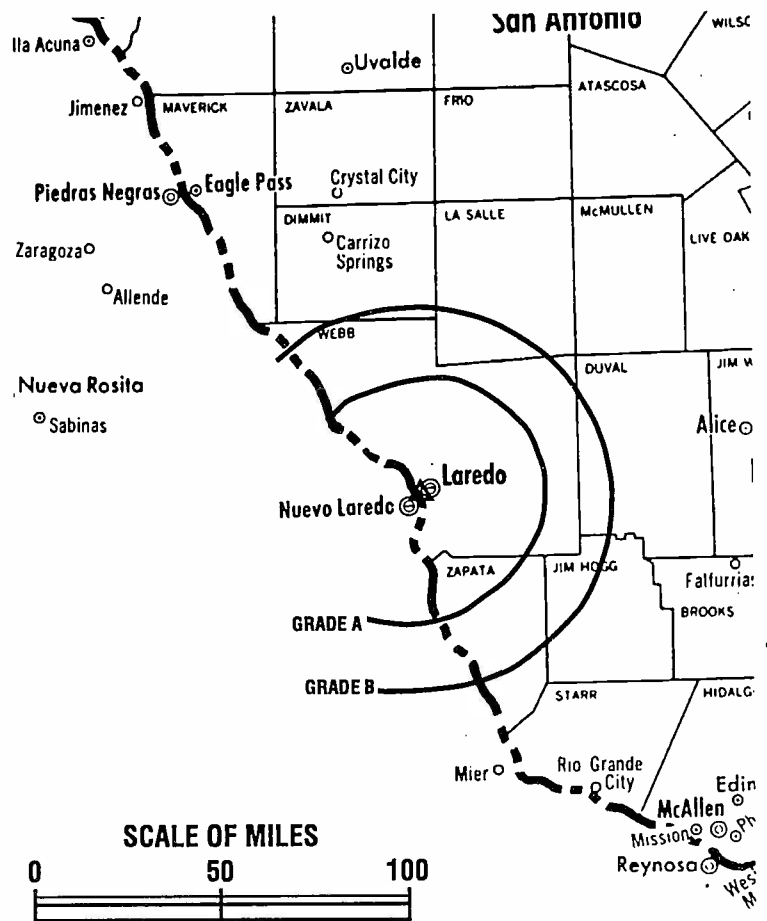 San Antonio
lla Acuna
Uvalde
ATASCOSA
Jimenez
MAVERICK
ZAVALA
FRIO
Piedras Negras
Eagle Pass
Crystal City
DIMMIT
LA SALLE
McMULLEN
LIVE OAK
Zaragoza
Carrizo
Springs
Allende
WEBB
DUVAL
JIM W
Nueva Rosita
Sabinas
Alice
Laredo
Nuevo Laredo
ZAPATA
JIM HOGG
Falfurrias
BROOKS
GRADE A
GRADE B
STARR
HIDALG
Mier
Rio Grande
City
Edin
McAllen
Mission
Ph
Reynosa
Wes
M
SCALE OF MILES
0 50 100